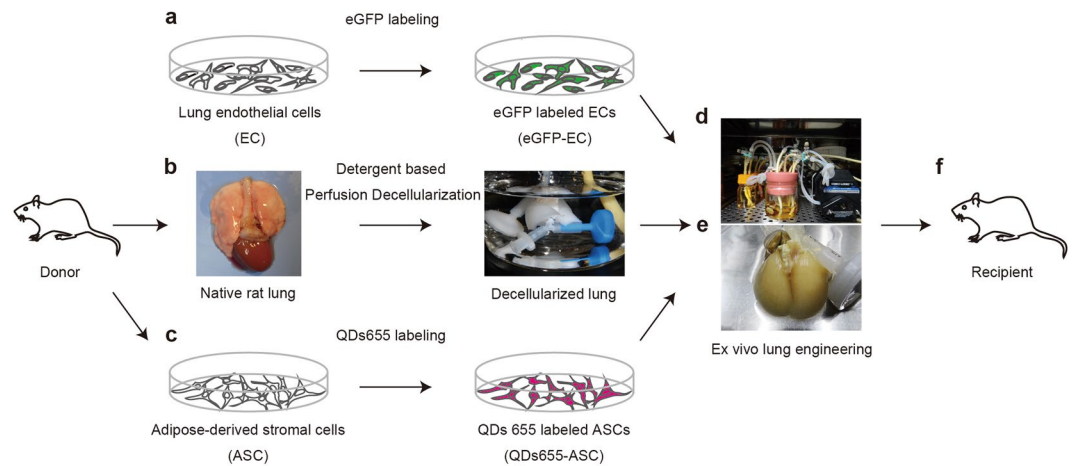 a
eGFP labeling
Lung endothelial cells
(EC)
eGFP labeled ECs
(eGFP-EC)
b
Detergent based
Perfusion Decellularization
Native rat lung
Decellularized lung
Donor
c
QDs655 labeling
Adipose-derived stromal cells
(ASC)
QDs 655 labeled ASCs
(QDs655-ASC)
d
e
Ex vivo lung engineering
f
Recipient